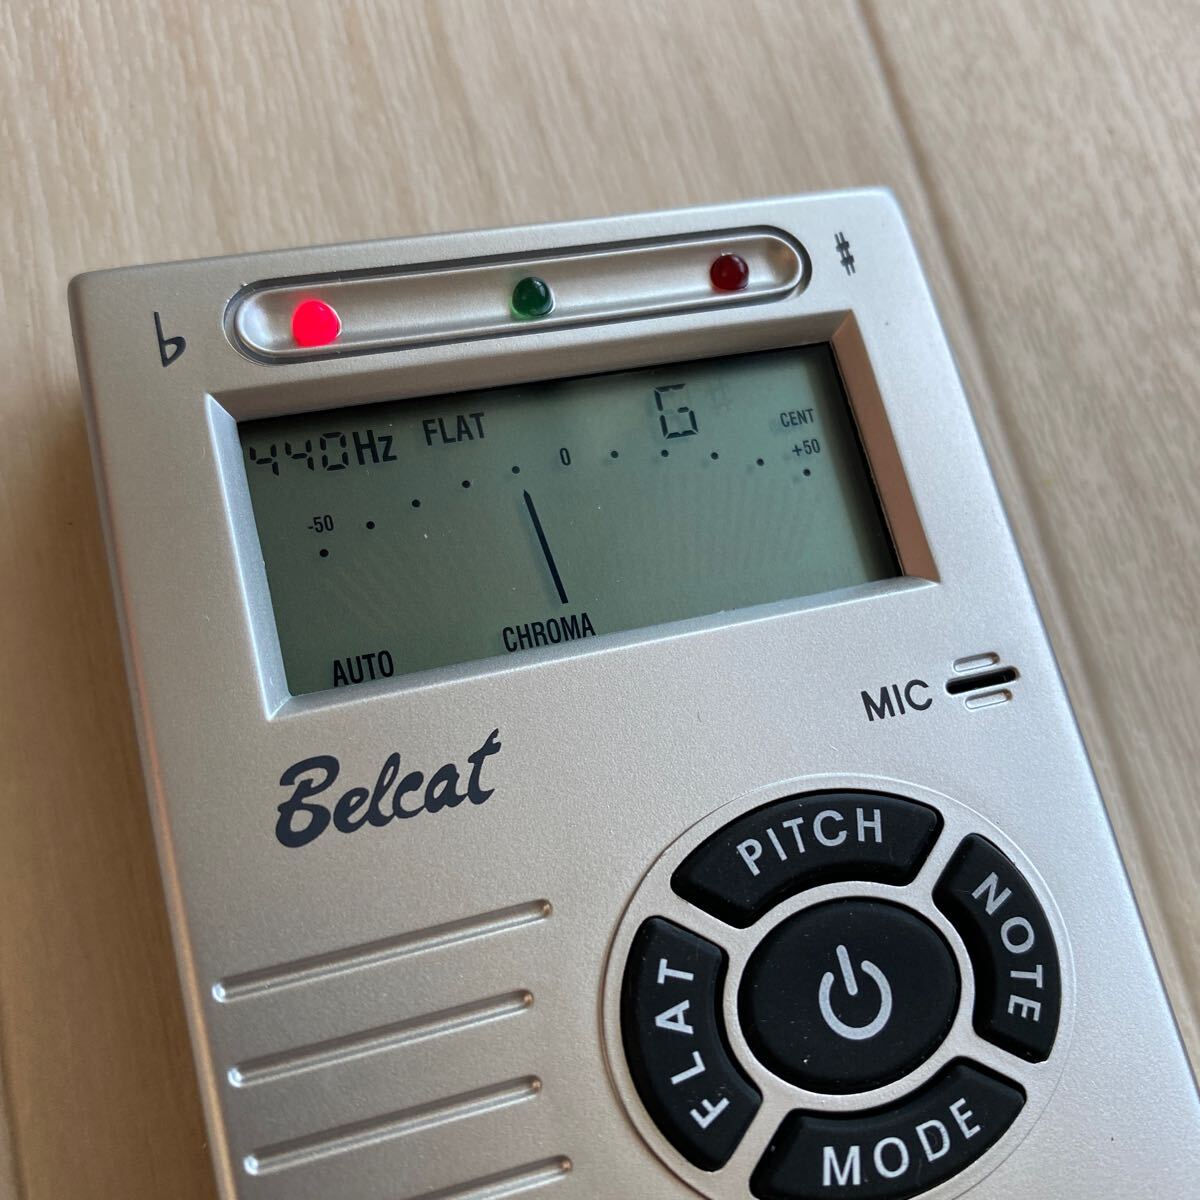 ♭ ♯
440Hz FLAT G CENT
-50 0 +50
AUTO CHROMA
MIC
Belcat
PITCH
NOTE
FLAT
MODE